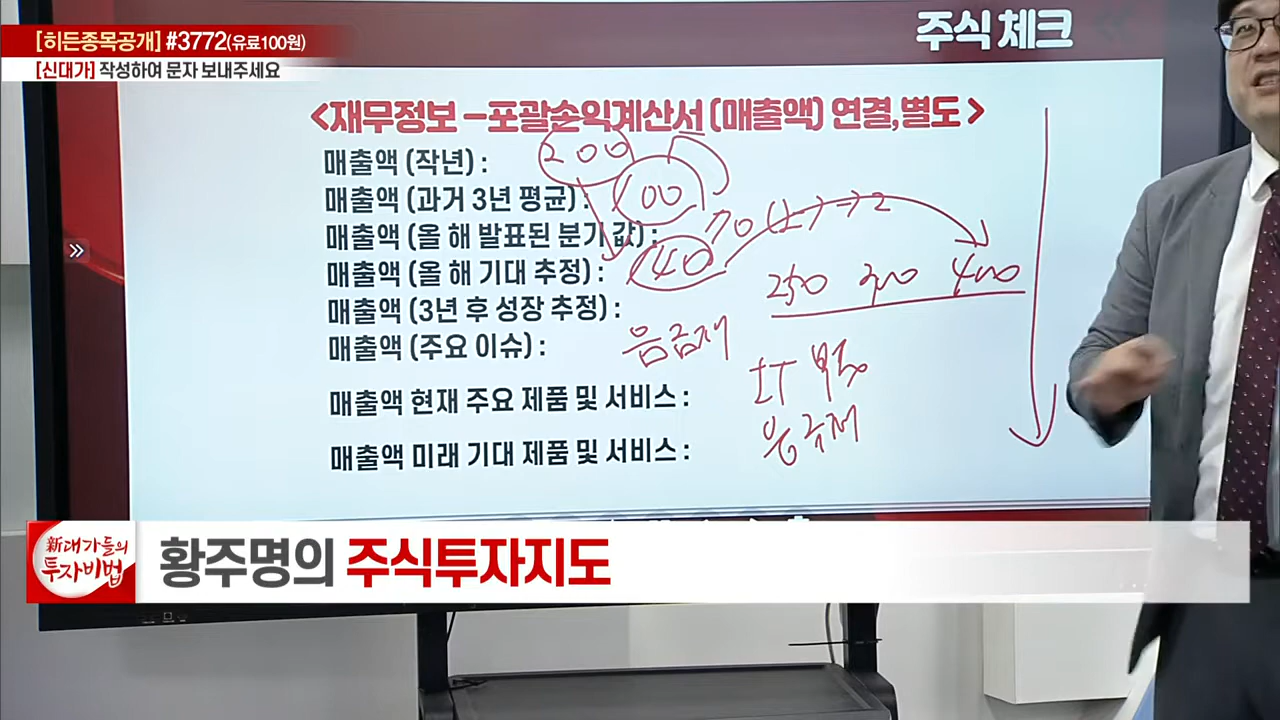 [히든종목공개] #3772(유료100원)
[신대가] 작성하여 문자 보내주세요
주식 체크
<재무정보 – 포괄손익계산서 (매출액) 연결, 별도 >
매출액 (작년) : 200
매출액 (과거 3년 평균) : 100
매출액 (올 해 발표된 분기 값) : 70
매출액 (올 해 기대 추정) : 140
250 400
매출액 (3년 후 성장 추정) :
매출액 (주요 이슈) :
매출액 현재 주요 제품 및 서비스 : IT
매출액 미래 기대 제품 및 서비스 :
新대가들의
투자비법
황주명의 주식투자지도